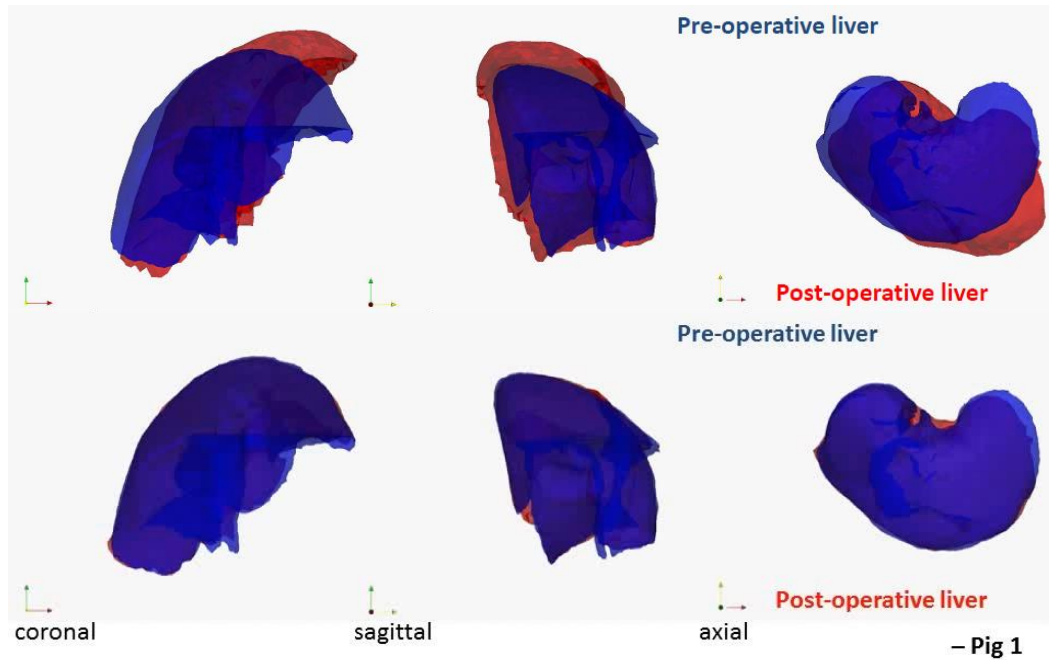 Pre-operative liver
Post-operative liver
Pre-operative liver
Post-operative liver
coronal sagittal axial
– Pig 1